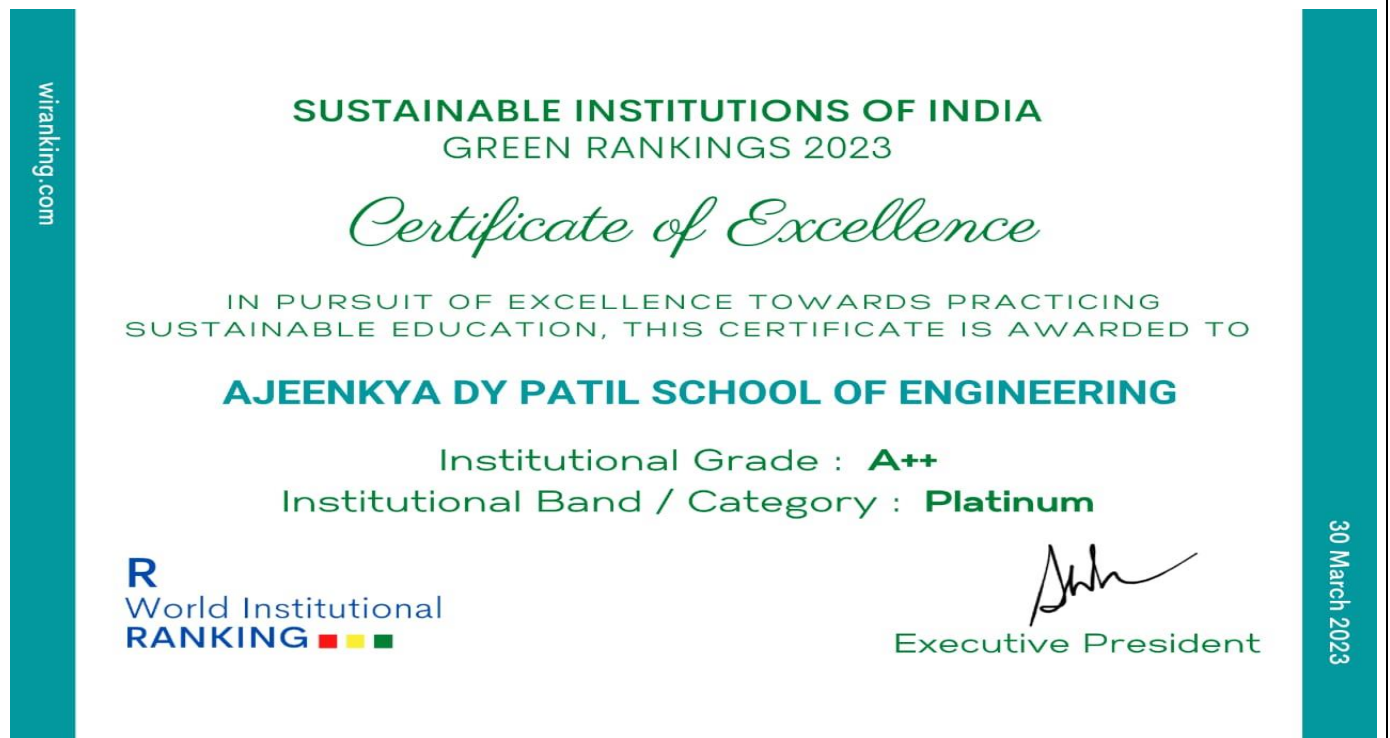 wiranking.com
SUSTAINABLE INSTITUTIONS OF INDIA
GREEN RANKINGS 2023
Certificate of Excellence
IN PURSUIT OF EXCELLENCE TOWARDS PRACTICING
SUSTAINABLE EDUCATION, THIS CERTIFICATE IS AWARDED TO
AJEENKYA DY PATIL SCHOOL OF ENGINEERING
Institutional Grade : A++
Institutional Band / Category : Platinum
R
World Institutional
RANKING
Executive President
30 March 2023